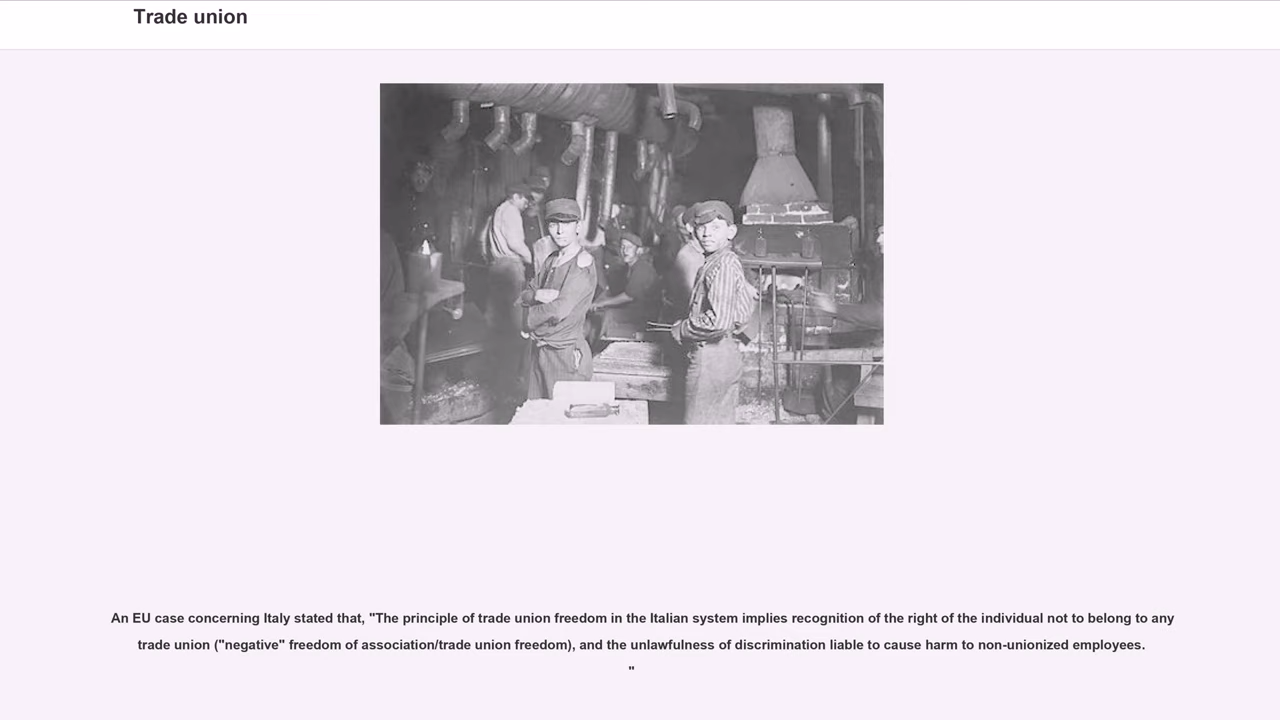 Trade union
An EU case concerning Italy stated that, "The principle of trade union freedom in the Italian system implies recognition of the right of the individual not to belong to any
trade union ("negative" freedom of association/trade union freedom), and the unlawfulness of discrimination liable to cause harm to non-unionized employees.
"